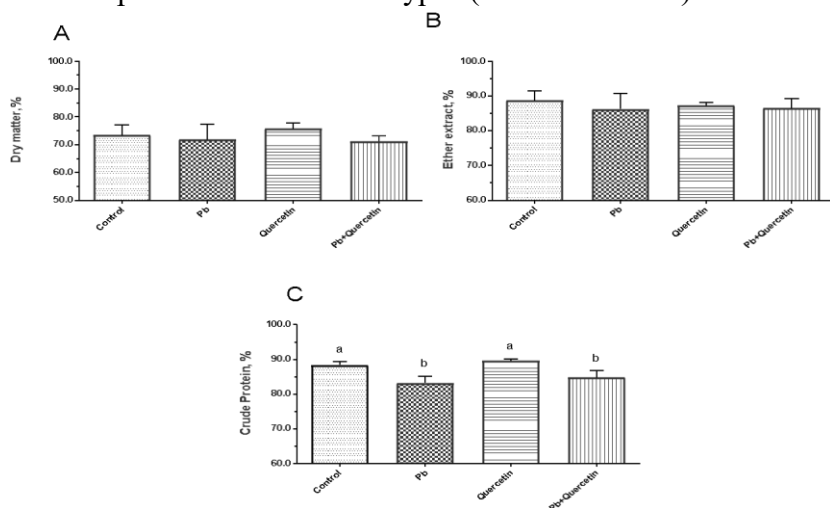 A
Dry matter, %
100.0
90.0
80.0
70.0
60.0
50.0
Control
Pb
Quercetin
Pb+Quercetin
B
Ether extract, %
100.0
90.0
80.0
70.0
60.0
Control
Pb
Quercetin
Pb+Quercetin
C
Crude Protein, %
100.0
90.0
80.0
70.0
60.0
a
b
a
b
Control
Pb
Quercetin
Pb+Quercetin